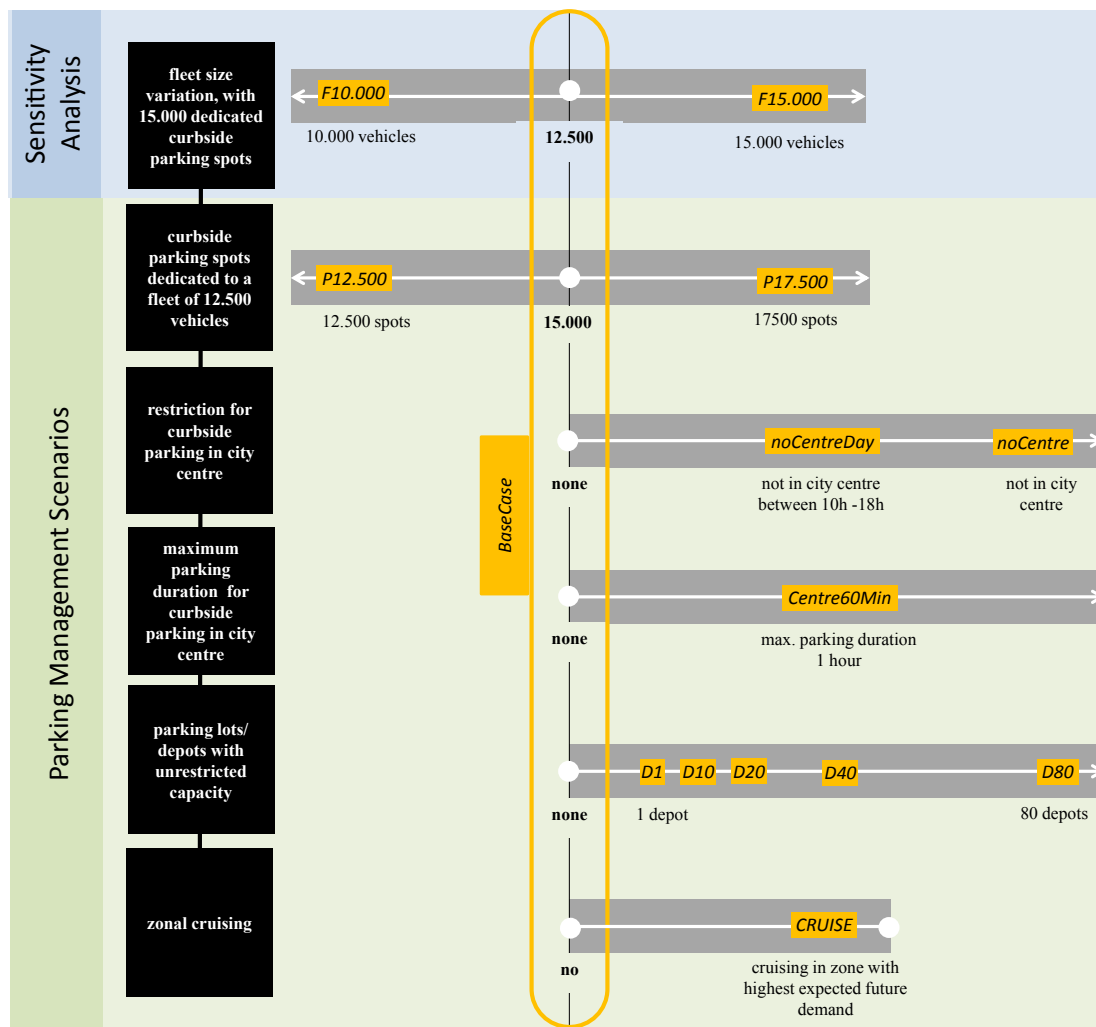 Sensitivity
Analysis
fleet size
variation, with
15.000 dedicated
curbside
parking spots
F10.000
F15.000
10.000 vehicles
12.500
15.000 vehicles
Parking Management Scenarios
curbside
parking spots
dedicated to a
fleet of 12.500
vehicles
P12.500
P17.500
12.500 spots
15.000
17500 spots
BaseCase
restriction for
curbside
parking in city
centre
noCentreDay
noCentre
none
not in city centre
between 10h -18h
not in city
centre
maximum
parking
duration for
curbside
parking in city
centre
Centre60Min
none
max. parking duration
1 hour
parking lots/
depots with
unrestricted
capacity
D1
D10
D20
D40
D80
none
1 depot
80 depots
zonal cruising
CRUISE
no
cruising in zone with
highest expected future
demand